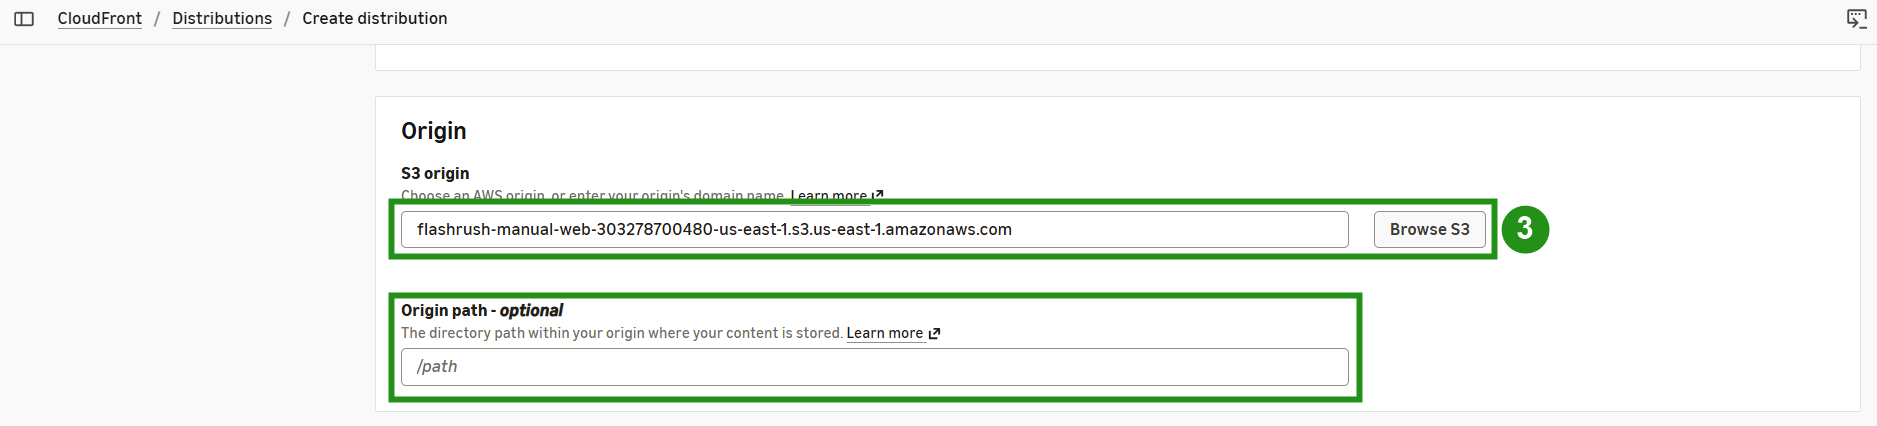 CloudFront / Distributions / Create distribution
Origin
S3 origin
Choose an AWS origin, or enter your origin's domain name. Learn more
flashrush-manual-web-303278700480-us-east-1.s3.us-east-1.amazonaws.com
Browse S3
3
Origin path - optional
The directory path within your origin where your content is stored. Learn more
/path